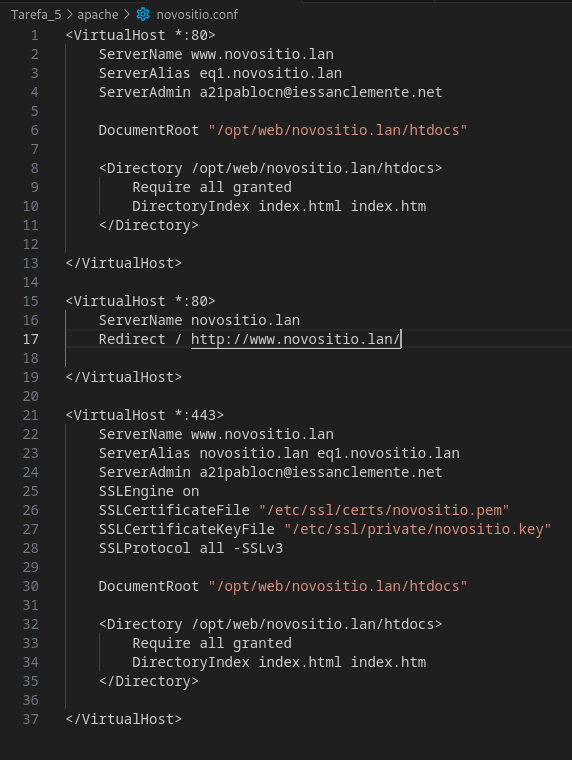 Tarefa_5 > apache > novositio.conf
1 <VirtualHost *:80>
2 ServerName www.novositio.lan
3 ServerAlias eq1.novositio.lan
4 ServerAdmin a21pablocn@iessanclemente.net
5
6 DocumentRoot "/opt/web/novositio.lan/htdocs"
7
8 <Directory /opt/web/novositio.lan/htdocs>
9 Require all granted
10 DirectoryIndex index.html index.htm
11 </Directory>
12
13 </VirtualHost>
14
15 <VirtualHost *:80>
16 ServerName novositio.lan
17 Redirect / http://www.novositio.lan/
18
19 </VirtualHost>
20
21 <VirtualHost *:443>
22 ServerName www.novositio.lan
23 ServerAlias novositio.lan eq1.novositio.lan
24 ServerAdmin a21pablocn@iessanclemente.net
25 SSLEngine on
26 SSLCertificateFile "/etc/ssl/certs/novositio.pem"
27 SSLCertificateKeyFile "/etc/ssl/private/novositio.key"
28 SSLProtocol all -SSLv3
29
30 DocumentRoot "/opt/web/novositio.lan/htdocs"
31
32 <Directory /opt/web/novositio.lan/htdocs>
33 Require all granted
34 DirectoryIndex index.html index.htm
35 </Directory>
36
37 </VirtualHost>